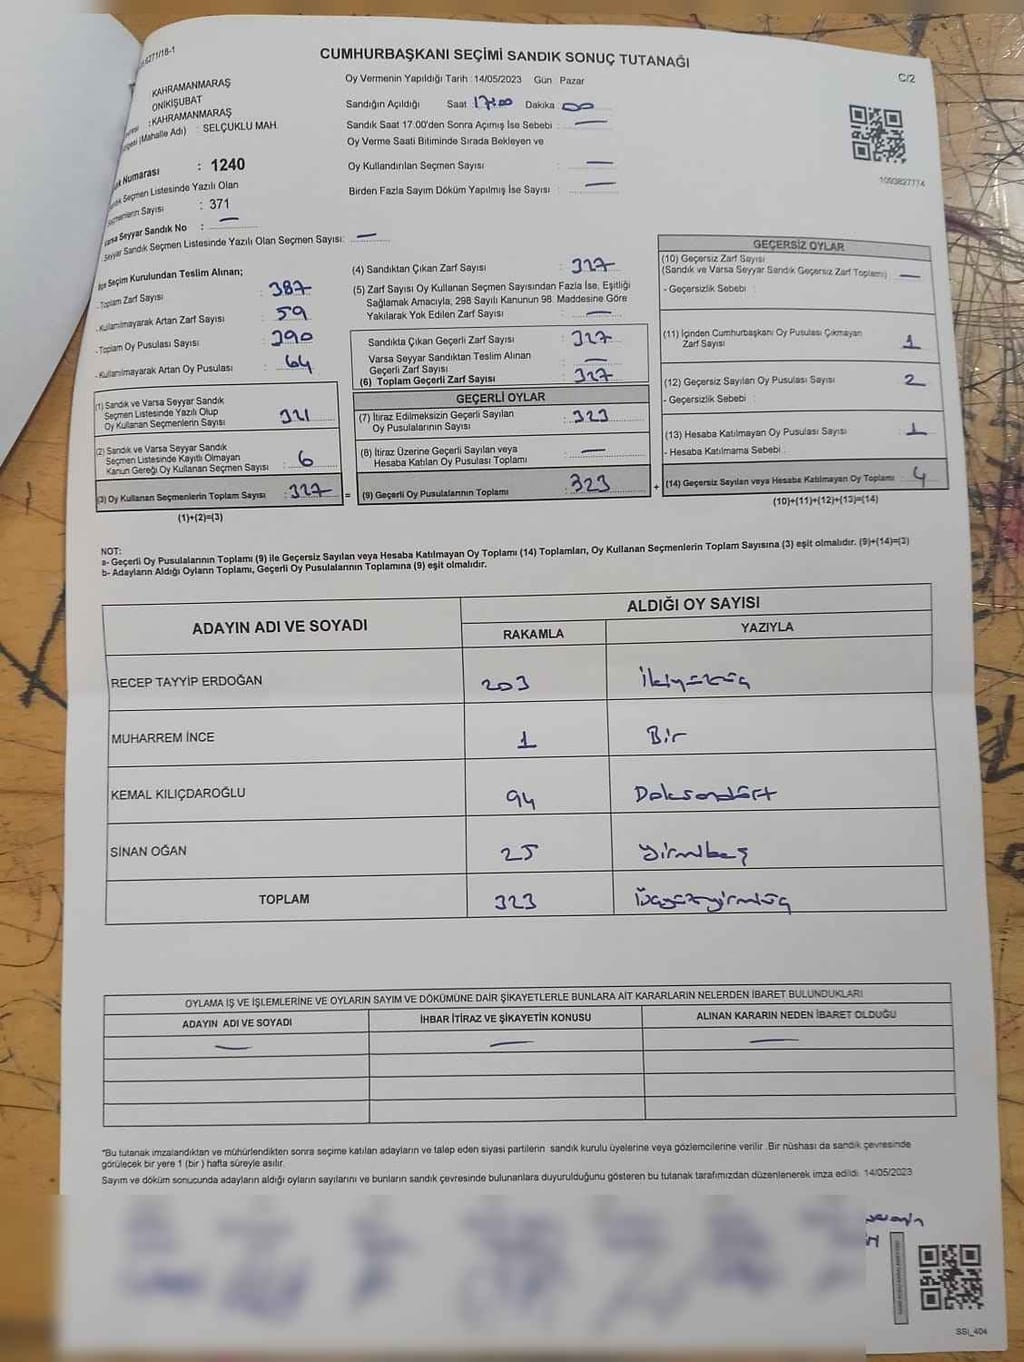 5271/18-1
CUMHURBAŞKANI SEÇİMİ SANDIK SONUÇ TUTANAĞI
C/2
Oy Vermenin Yapıldığı Tarih : 14/05/2023 Gün Pazar
KAHRAMANMARAŞ
ONİKİŞUBAT
: KAHRAMANMARAŞ
(Mahalle Adı) : SELÇUKLU MAH.
Sandığın Açıldığı Saat 17:00 Dakika 00
Sandık Saat 17.00'den Sonra Açımış İse Sebebi : —
Oy Verme Saati Bitiminde Sırada Bekleyen ve
Oy Kullandırılan Seçmen Sayısı : —
Birden Fazla Sayım Döküm Yapılmış İse Sayısı : —
1093827774
Numarası : 1240
Seçmen Listesinde Yazılı Olan
Seçmenlerin Sayısı : 371
Varsa Seyyar Sandık No : —
Seyyar Sandık Seçmen Listesinde Yazılı Olan Seçmen Sayısı: —
İlçe Seçim Kurulundan Teslim Alınan;
-Toplam Zarf Sayısı : 387
-Kullanılmayarak Artan Zarf Sayısı : 59
-Toplam Oy Pusulası Sayısı : 390
-Kullanılmayarak Artan Oy Pusulası : 64
(1) Sandık ve Varsa Seyyar Sandık
Seçmen Listesinde Yazılı Olup
Oy Kullanan Seçmenlerin Sayısı : 321
(2) Sandık ve Varsa Seyyar Sandık
Seçmen Listesinde Kayıtlı Olmayan
Kanun Gereği Oy Kullanan Seçmen Sayısı : 6
(3) Oy Kullanan Seçmenlerin Toplam Sayısı : 327 =
(1)+(2)=(3)
(4) Sandıktan Çıkan Zarf Sayısı : 327
(5) Zarf Sayısı Oy Kullanan Seçmen Sayısından Fazla İse, Eşitliği
Sağlamak Amacıyla, 298 Sayılı Kanunun 98. Maddesine Göre
Yakılarak Yok Edilen Zarf Sayısı : —
Sandıkta Çıkan Geçerli Zarf Sayısı : 327
Varsa Seyyar Sandıktan Teslim Alınan
Geçerli Zarf Sayısı : —
(6) Toplam Geçerli Zarf Sayısı : 327
GEÇERLİ OYLAR
(7) İtiraz Edilmeksizin Geçerli Sayılan
Oy Pusulalarının Sayısı : 323
(8) İtiraz Üzerine Geçerli Sayılan veya
Hesaba Katılan Oy Pusulası Toplamı : —
(9) Geçerli Oy Pusulalarının Toplamı : 323 +
GEÇERSİZ OYLAR
(10) Geçersiz Zarf Sayısı
(Sandık ve Varsa Seyyar Sandık Geçersiz Zarf Toplamı) : —
- Geçersizlik Sebebi :
(11) İçinden Cumhurbaşkanı Oy Pusulası Çıkmayan
Zarf Sayısı : 1
(12) Geçersiz Sayılan Oy Pusulası Sayısı : 2
- Geçersizlik Sebebi :
(13) Hesaba Katılmayan Oy Pusulası Sayısı : 1
- Hesaba Katılmama Sebebi :
(14) Geçersiz Sayılan veya Hesaba Katılmayan Oy Toplamı : 4
(10)+(11)+(12)+(13)=(14)
NOT:
a- Geçerli Oy Pusulalarının Toplamı (9) ile Geçersiz Sayılan veya Hesaba Katılmayan Oy Toplamı (14) Toplamları, Oy Kullanan Seçmenlerin Toplam Sayısına (3) eşit olmalıdır. (9)+(14)=(3)
b- Adayların Aldığı Oyların Toplamı, Geçerli Oy Pusulalarının Toplamına (9) eşit olmalıdır.
ADAYIN ADI VE SOYADI ALDIĞI OY SAYISI
RAKAMLA YAZIYLA
RECEP TAYYİP ERDOĞAN 203 İkiyüzüç
MUHARREM İNCE 1 Bir
KEMAL KILIÇDAROĞLU 94 Doksandört
SİNAN OĞAN 25 Yirmibeş
TOPLAM 323 Üçyüzyirmiüç
OYLAMA İŞ VE İŞLEMLERİNE VE OYLARIN SAYIM VE DÖKÜMÜNE DAİR ŞİKAYETLERLE BUNLARA AİT KARARLARIN NELERDEN İBARET BULUNDUKLARI
ADAYIN ADI VE SOYADI İHBAR İTİRAZ VE ŞİKAYETİN KONUSU ALINAN KARARIN NEDEN İBARET OLDUĞU
— — —
*Bu tutanak imzalandıktan ve mühürlendikten sonra seçime katılan adayların ve talep eden siyasi partilerin sandık kurulu üyelerine veya gözlemcilerine verilir. Bir nüshası da sandık çevresinde
görülecek bir yere 1 (bir) hafta süreyle asılır.
Sayım ve döküm sonucunda adayların aldığı oyların sayılarını ve bunların sandık çevresinde bulunanlara duyurulduğunu gösteren bu tutanak tarafımızdan düzenlenerek imza edildi. 14/05/2023
SSI_404